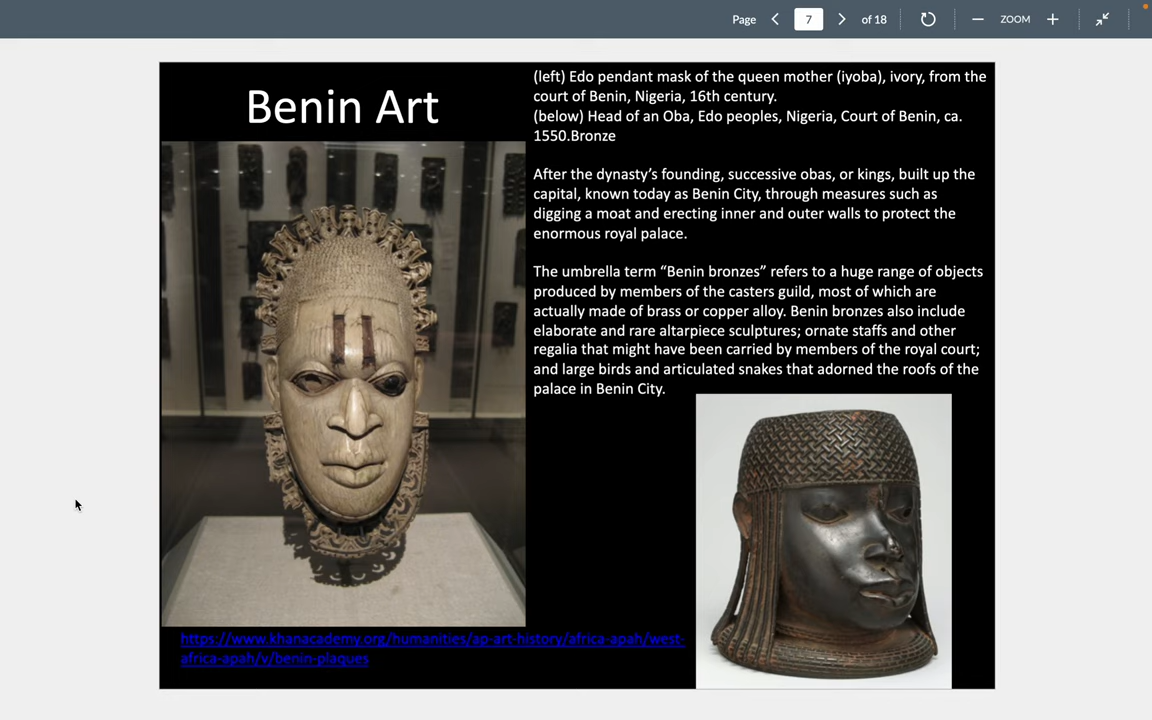 Page
7
of 18
ZOOM
Benin Art
(left) Edo pendant mask of the queen mother (iyoba), ivory, from the
court of Benin, Nigeria, 16th century.
(below) Head of an Oba, Edo peoples, Nigeria, Court of Benin, ca.
1550.Bronze
After the dynasty’s founding, successive obas, or kings, built up the
capital, known today as Benin City, through measures such as
digging a moat and erecting inner and outer walls to protect the
enormous royal palace.
The umbrella term “Benin bronzes” refers to a huge range of objects
produced by members of the casters guild, most of which are
actually made of brass or copper alloy. Benin bronzes also include
elaborate and rare altarpiece sculptures; ornate staffs and other
regalia that might have been carried by members of the royal court;
and large birds and articulated snakes that adorned the roofs of the
palace in Benin City.
https://www.khanacademy.org/humanities/ap-art-history/africa-apah/west-
africa-apah/v/benin-plaques